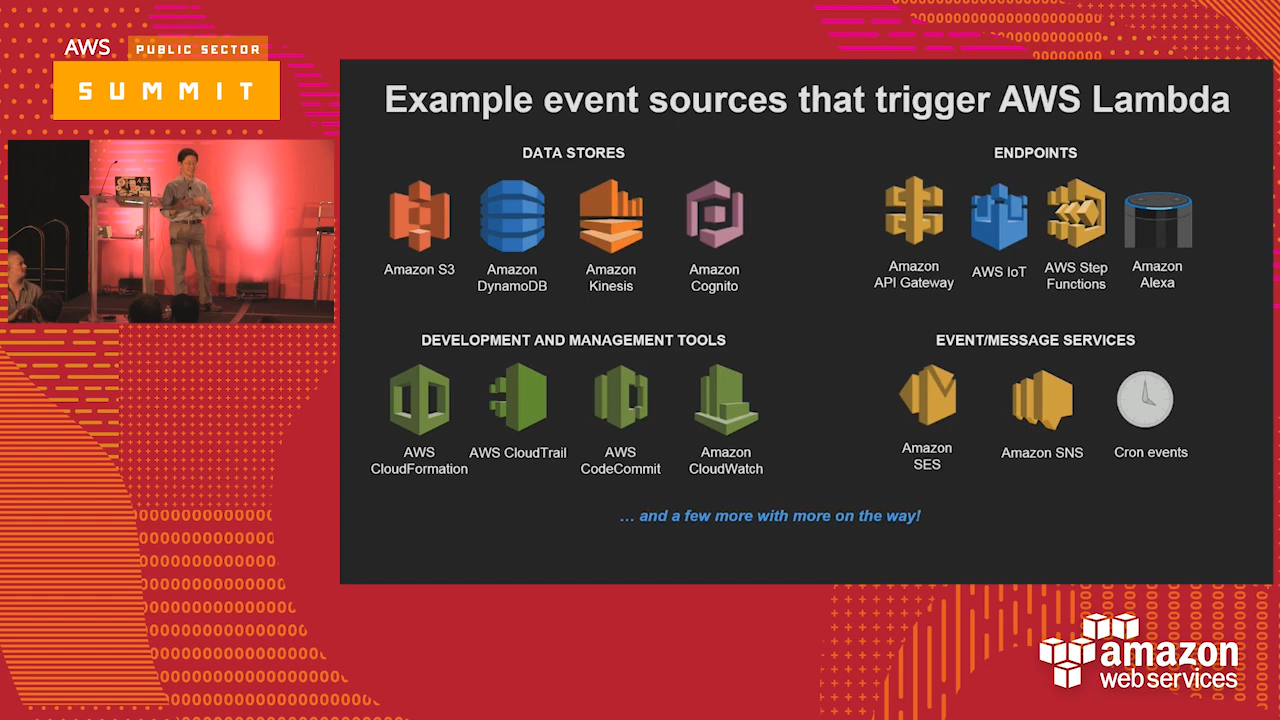 AWS PUBLIC SECTOR
SUMMIT
Example event sources that trigger AWS Lambda
DATA STORES
Amazon S3
Amazon
DynamoDB
Amazon
Kinesis
Amazon
Cognito
ENDPOINTS
Amazon
API Gateway
AWS IoT
AWS Step
Functions
Amazon
Alexa
DEVELOPMENT AND MANAGEMENT TOOLS
AWS
CloudFormation
AWS CloudTrail
AWS
CodeCommit
Amazon
CloudWatch
EVENT/MESSAGE SERVICES
Amazon
SES
Amazon SNS
Cron events
… and a few more with more on the way!
amazon
web services